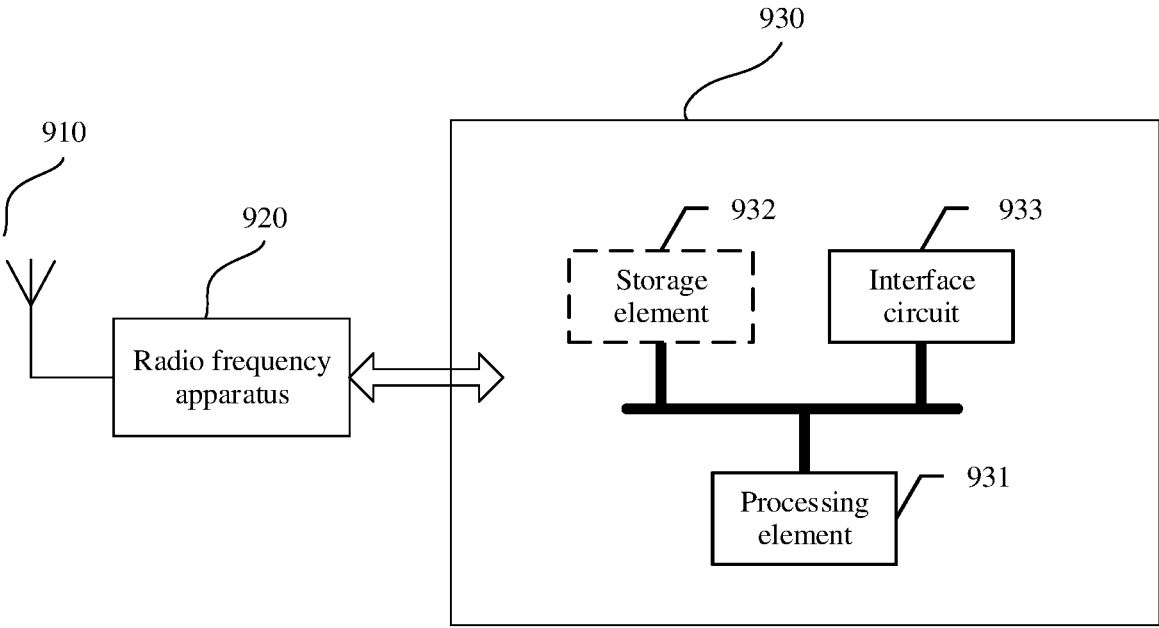 930
910
920
932
933
Storage
element
Interface
circuit
Radio frequency
apparatus
931
Processing
element